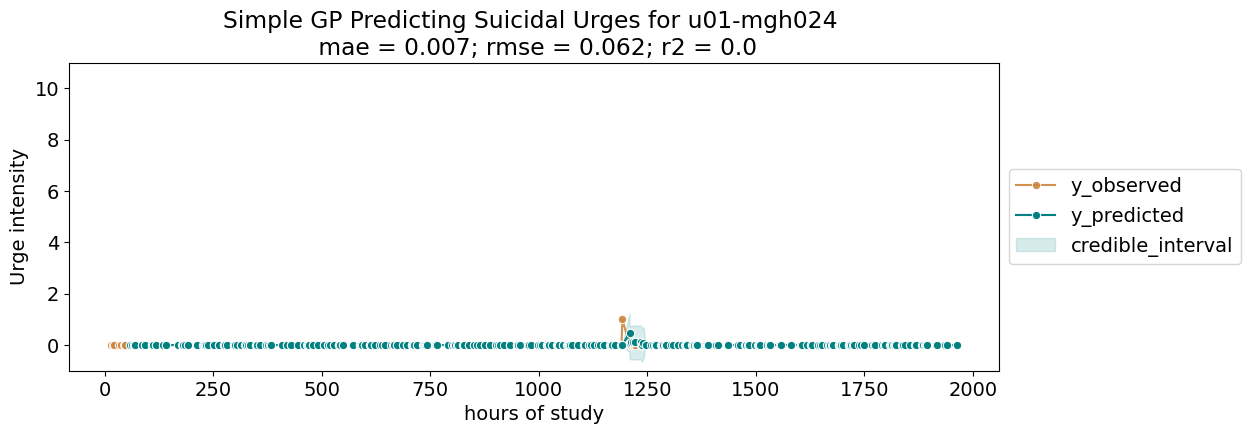 Simple GP Predicting Suicidal Urges for u01-mgh024
mae = 0.007; rmse = 0.062; r2 = 0.0
Urge intensity
10
8
6
4
2
0
0 250 500 750 1000 1250 1500 1750 2000
hours of study
y_observed
y_predicted
credible_interval